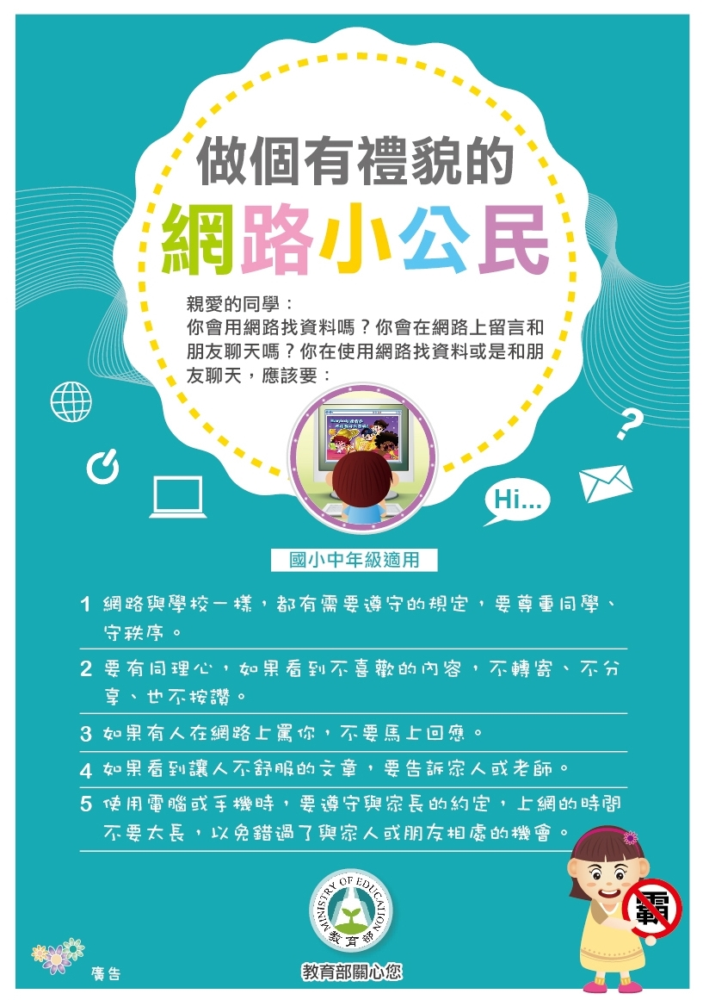 做個有禮貌的
網路小公民
親愛的同學：
你會用網路找資料嗎？你會在網路上留言和
朋友聊天嗎？你在使用網路找資料或是和朋
友聊天，應該要：
Hi...
國小中年級適用
1 網路與學校一樣，都有需要遵守的規定，要尊重同學、
守秩序。
2 要有同理心，如果看到不喜歡的內容，不轉寄、不分
享、也不按讚。
3 如果有人在網路上罵你，不要馬上回應。
4 如果看到讓人不舒服的文章，要告訴家人或老師。
5 使用電腦或手機時，要遵守與家長的約定，上網的時間
不要太長，以免錯過了與家人或朋友相處的機會。
霸
MINISTRY OF EDUCATION
教育部
教育部關心您
廣告